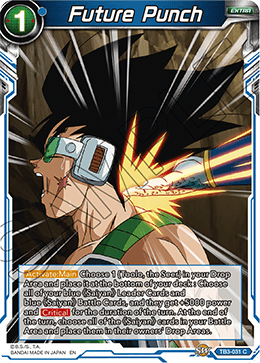 1
Future Punch
EXTRA
Activate:Main Choose 1 《Toolo, the Seer》 in your Drop
Area and place it at the bottom of your deck : Choose
all of your blue 《Saiyan》 Leader Cards and
blue 《Saiyan》 Battle Cards, and they get +5000 power
and Critical for the duration of the turn. At the end of
the turn, choose all of the 《Saiyan》 cards in your Battle
Area and place them in their owners' Drop Areas.
©B.S./S., T.A.
BANDAI MADE IN JAPAN EN
TB3-031 C